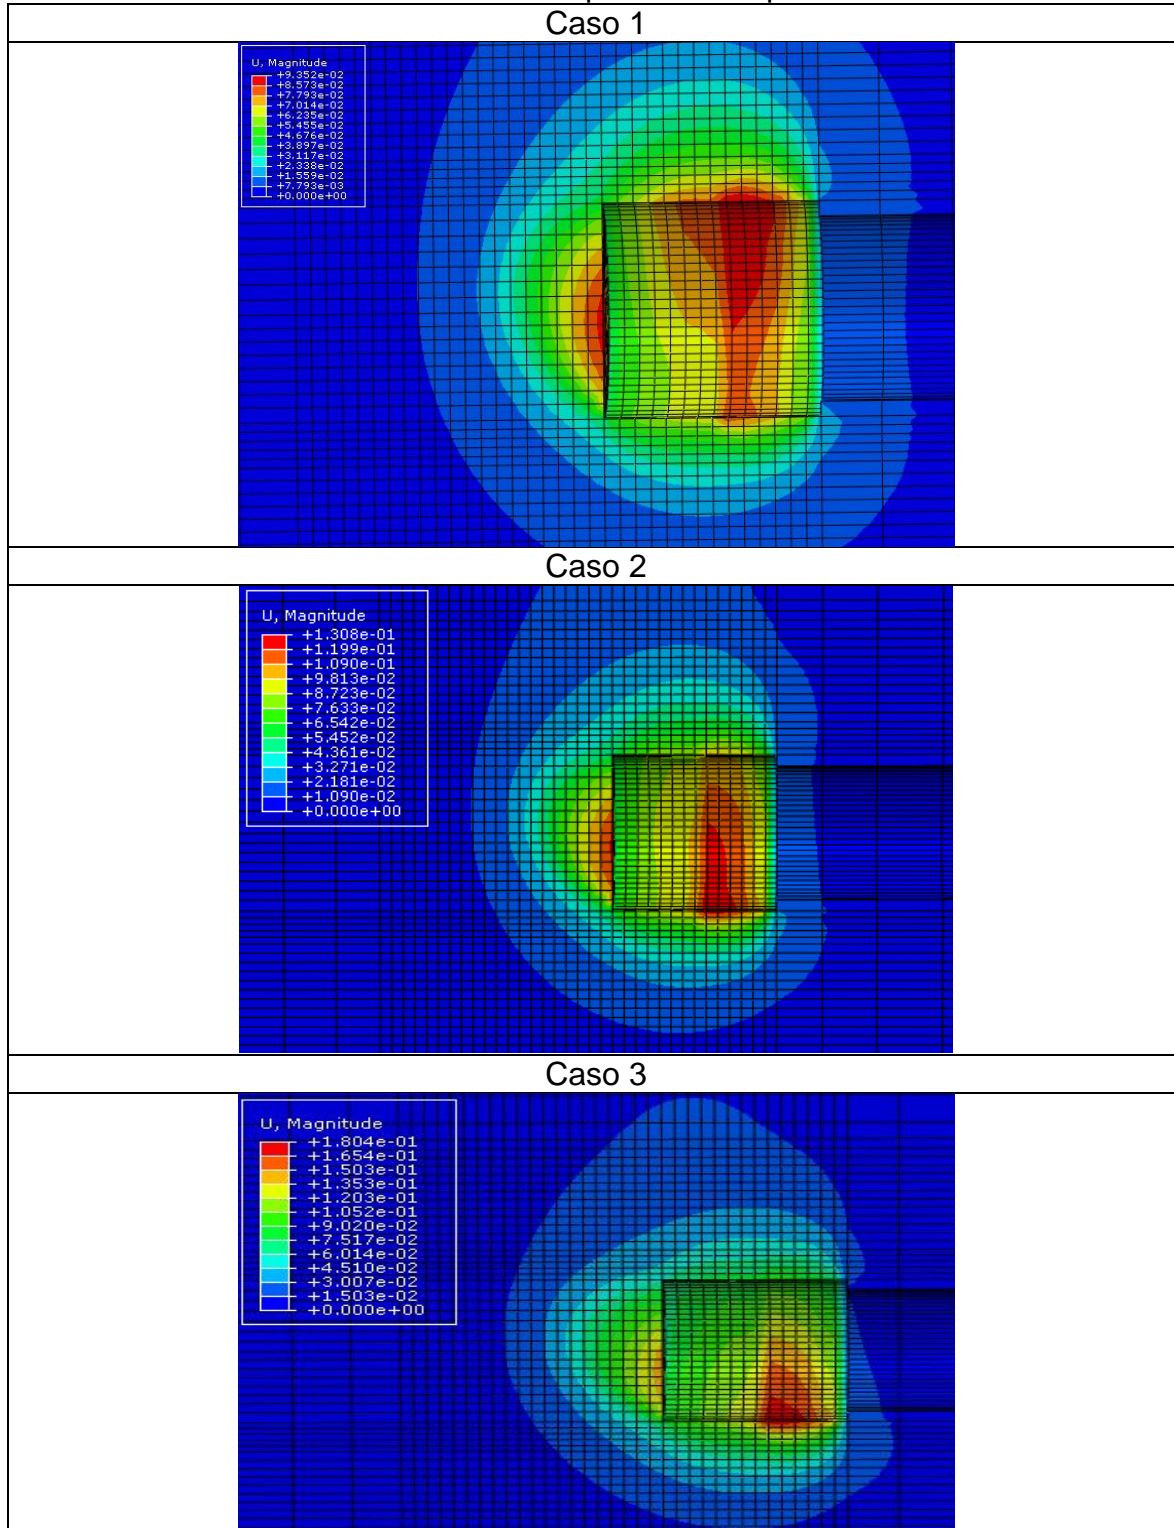 Caso 1
U, Magnitude
+9.352e-02
+8.573e-02
+7.793e-02
+7.014e-02
+6.235e-02
+5.455e-02
+4.676e-02
+3.897e-02
+3.117e-02
+2.338e-02
+1.559e-02
+7.793e-03
+0.000e+00
Caso 2
U, Magnitude
+1.308e-01
+1.199e-01
+1.090e-01
+9.813e-02
+8.723e-02
+7.633e-02
+6.542e-02
+5.452e-02
+4.361e-02
+3.271e-02
+2.181e-02
+1.090e-02
+0.000e+00
Caso 3
U, Magnitude
+1.804e-01
+1.654e-01
+1.503e-01
+1.353e-01
+1.203e-01
+1.052e-01
+9.020e-02
+7.517e-02
+6.014e-02
+4.510e-02
+3.007e-02
+1.503e-02
+0.000e+00